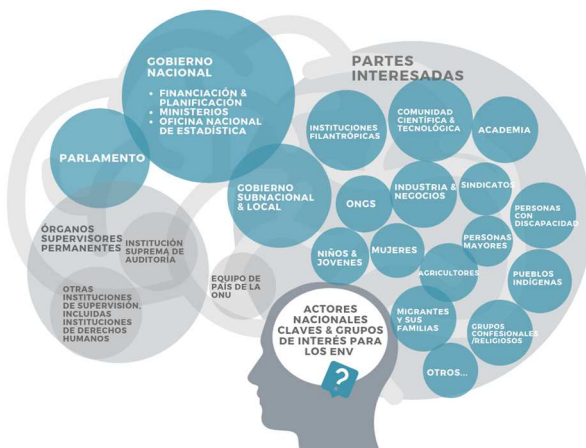 GOBIERNO
NACIONAL
• FINANCIACIÓN &
PLANIFICACIÓN
• MINISTERIOS
• OFICINA NACIONAL
DE ESTADÍSTICA
PARLAMENTO
GOBIERNO
SUBNACIONAL
& LOCAL
ÓRGANOS
SUPERVISORES
PERMANENTES
INSTITUCIÓN
SUPREMA DE
AUDITORÍA
OTRAS
INSTITUCIONES
DE SUPERVISIÓN,
INCLUIDAS
INSTITUCIONES
DE DERECHOS
HUMANOS
EQUIPO DE
PAÍS DE LA
ONU
PARTES
INTERESADAS
INSTITUCIONES
FILANTRÓPICAS
COMUNIDAD
CIENTÍFICA &
TECNOLÓGICA
ACADEMIA
ONGS
INDUSTRIA &
NEGOCIOS
SINDICATOS
PERSONAS
CON
DISCAPACIDAD
NIÑOS &
JOVENES
MUJERES
PERSONAS
MAYORES
AGRICULTORES
PUEBLOS
INDÍGENAS
MIGRANTES
Y SUS
FAMILIAS
GRUPOS
CONFESIONALES
/RELIGIOSOS
OTROS...
ACTORES
NACIONALES
CLAVES & GRUPOS
DE INTERÉS PARA
LOS ENV
?